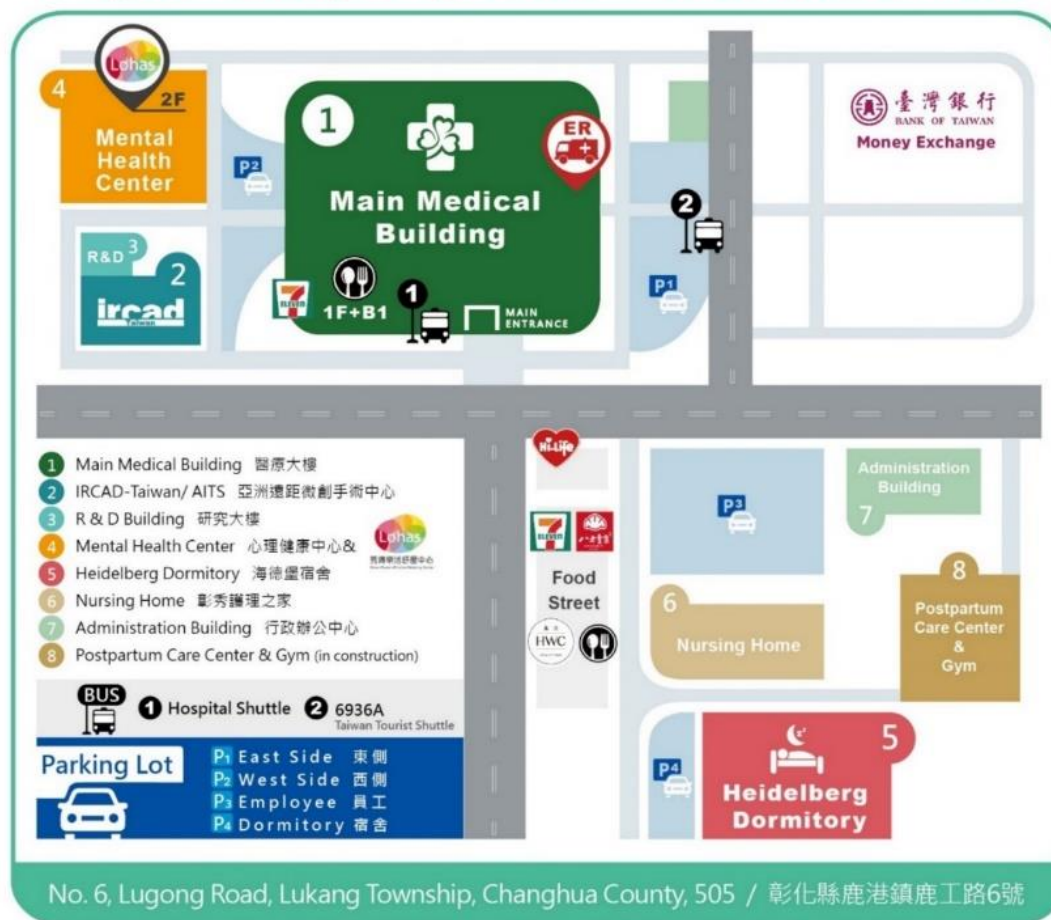 Lohas
2F
4
Mental
Health
Center
P2
1
ER
Main Medical
Building
7
ELEVEN
1F+B1
1
MAIN
ENTRANCE
臺灣銀行
BANK OF TAIWAN
Money Exchange
2
P1
R&D 3
2
ircad
Taiwan
Hi-Life
1 Main Medical Building 醫療大樓
2 IRCAD-Taiwan/ AITS 亞洲遠距微創手術中心
3 R & D Building 研究大樓
4 Mental Health Center 心理健康中心&
Lohas
5 Heidelberg Dormitory 海德堡宿舍
6 Nursing Home 彰秀護理之家
7 Administration Building 行政辦公中心
8 Postpartum Care Center & Gym (in construction)
BUS
1 Hospital Shuttle 2 6936A
Taiwan Tourist Shuttle
Parking Lot
P1 East Side 東側
P2 West Side 西側
P3 Employee 員工
P4 Dormitory 宿舍
7
ELEVEN
Food
Street
HWC
P3
Administration
Building
7
6
Nursing Home
8
Postpartum
Care Center
&
Gym
P4
5
Heidelberg
Dormitory
No. 6, Lugong Road, Lukang Township, Changhua County, 505 / 彰化縣鹿港鎮鹿工路6號